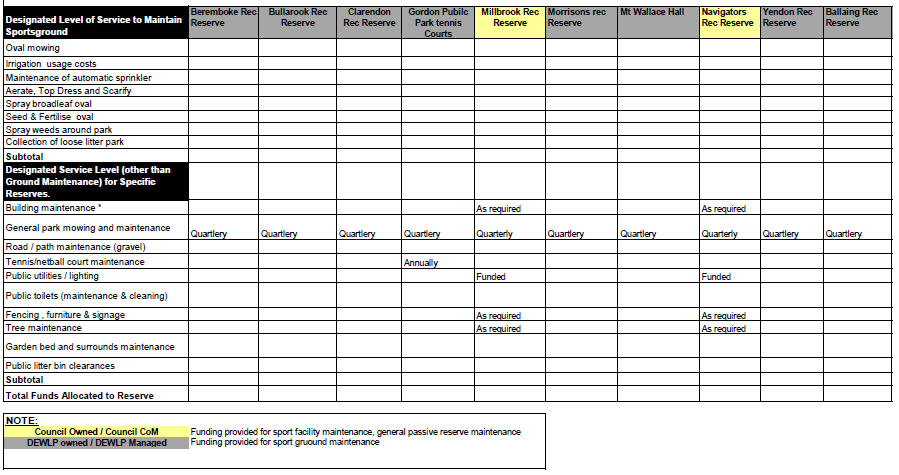 Designated Level of Service to Maintain Sportsground Beremboke Rec Reserve Bullarook Rec Reserve Clarendon Rec Reserve Gordon Pubilc Park tennis Courts Millbrook Rec Reserve Morrisons rec Reserve Mt Wallace Hall Navigators Rec Reserve Yendon Rec Reserve Ballaing Rec Reserve
Oval mowing
Irrigation usage costs
Maintenance of automatic sprinkler
Aerate, Top Dress and Scarify
Spray broadleaf oval
Seed & Fertilise oval
Spray weeds around park
Collection of loose litter park
Subtotal
Designated Service Level (other than
Ground Maintenance) for Specific
Reserves.
Building maintenance * As required As required
General park mowing and maintenance Quartlery Quartlery Quartlery Quartlery Quarterly Quartlery Quartlery Quarterly Quartlery Quartlery
Road / path maintenance (gravel)
Tennis/netball court maintenance Annually
Public utilities / lighting Funded Funded
Public toilets (maintenance & cleaning)
Fencing , furniture & signage As required As required
Tree maintenance As required As required
Garden bed and surrounds maintenance
Public litter bin clearances
Subtotal
Total Funds Allocated to Reserve
NOTE:
Council Owned / Council CoM Funding provided for sport facility maintenance, general passive reserve maintenance
DEWLP owned / DEWLP Managed Funding provided for sport gruound maintenance